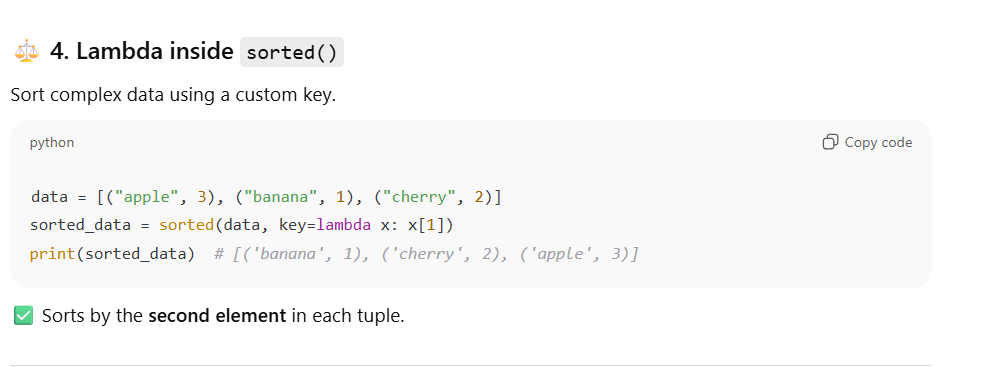 ⚖️ 4. Lambda inside sorted()
Sort complex data using a custom key.
python
Copy code
data = [("apple", 3), ("banana", 1), ("cherry", 2)]
sorted_data = sorted(data, key=lambda x: x[1])
print(sorted_data)  # [('banana', 1), ('cherry', 2), ('apple', 3)]
✅ Sorts by the second element in each tuple.